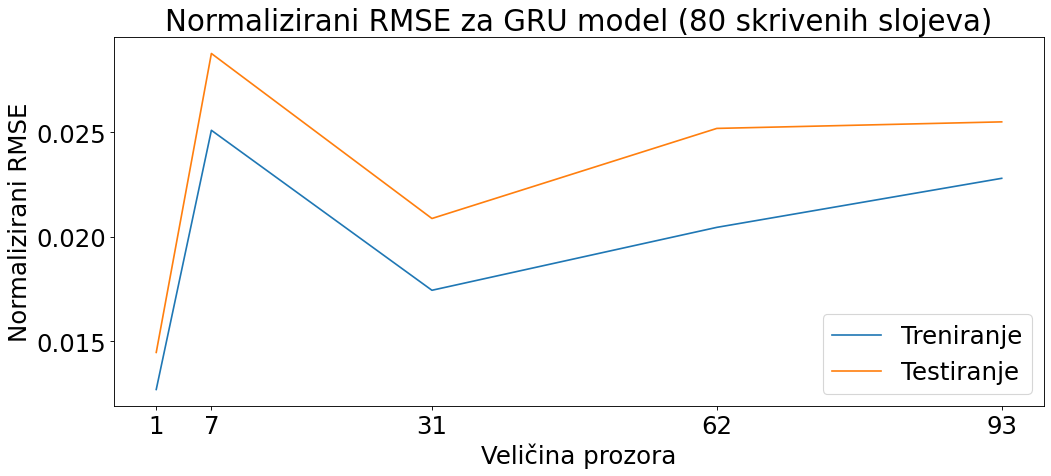 Normalizirani RMSE za GRU model (80 skrivenih slojeva)
Normalizirani RMSE
0.025
0.020
0.015
Treniranje
Testiranje
1 7 31 62 93
Veličina prozora